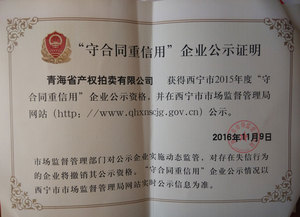 “守合同重信用”企业公示证明
青海省产权拍卖有限公司 获得西宁市2015年度“守
合同重信用”企业公示资格，并在西宁市市场监督管理局
网站（http：//www.qhxnscjg.gov.cn）公示。
2016年11月9日
市场监督管理部门对公示企业实施动态监管，对存在失信行为
的企业将撤销其公示资格。“守合同重信用”企业公示情况以
西宁市市场监督管理局网站实时公示信息为准。